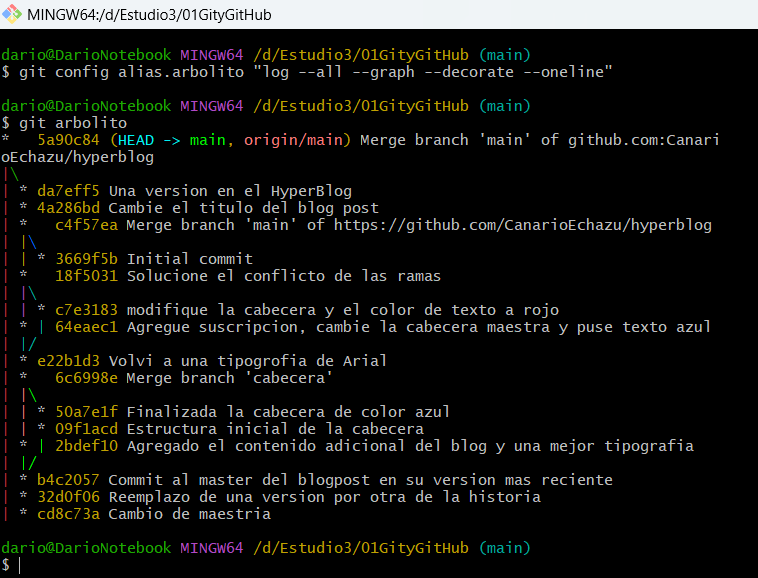 MINGW64:/d/Estudio3/01GityGitHub
dario@DarioNotebook MINGW64 /d/Estudio3/01GityGitHub (main)
$ git config alias.arbolito "log --all --graph --decorate --oneline"
dario@DarioNotebook MINGW64 /d/Estudio3/01GityGitHub (main)
$ git arbolito
*   5a90c84 (HEAD -> main, origin/main) Merge branch 'main' of github.com:Canari
oEchazu/hyperblog
|\
| * da7eff5 Una version en el HyperBlog
| * 4a286bd Cambie el titulo del blog post
| *   c4f57ea Merge branch 'main' of https://github.com/CanarioEchazu/hyperblog
| |\
| | * 3669f5b Initial commit
| *   18f5031 Solucione el conflicto de las ramas
| |\
| | * c7e3183 modifique la cabecera y el color de texto a rojo
| * | 64eaec1 Agregue suscripcion, cambie la cabecera maestra y puse texto azul
| |/
| * e22b1d3 Volvi a una tipografia de Arial
| *   6c6998e Merge branch 'cabecera'
| |\
| | * 50a7e1f Finalizada la cabecera de color azul
| | * 09f1acd Estructura inicial de la cabecera
| * | 2bdef10 Agregado el contenido adicional del blog y una mejor tipografia
| |/
| * b4c2057 Commit al master del blogpost en su version mas reciente
| * 32d0f06 Reemplazo de una version por otra de la historia
| * cd8c73a Cambio de maestria
dario@DarioNotebook MINGW64 /d/Estudio3/01GityGitHub (main)
$